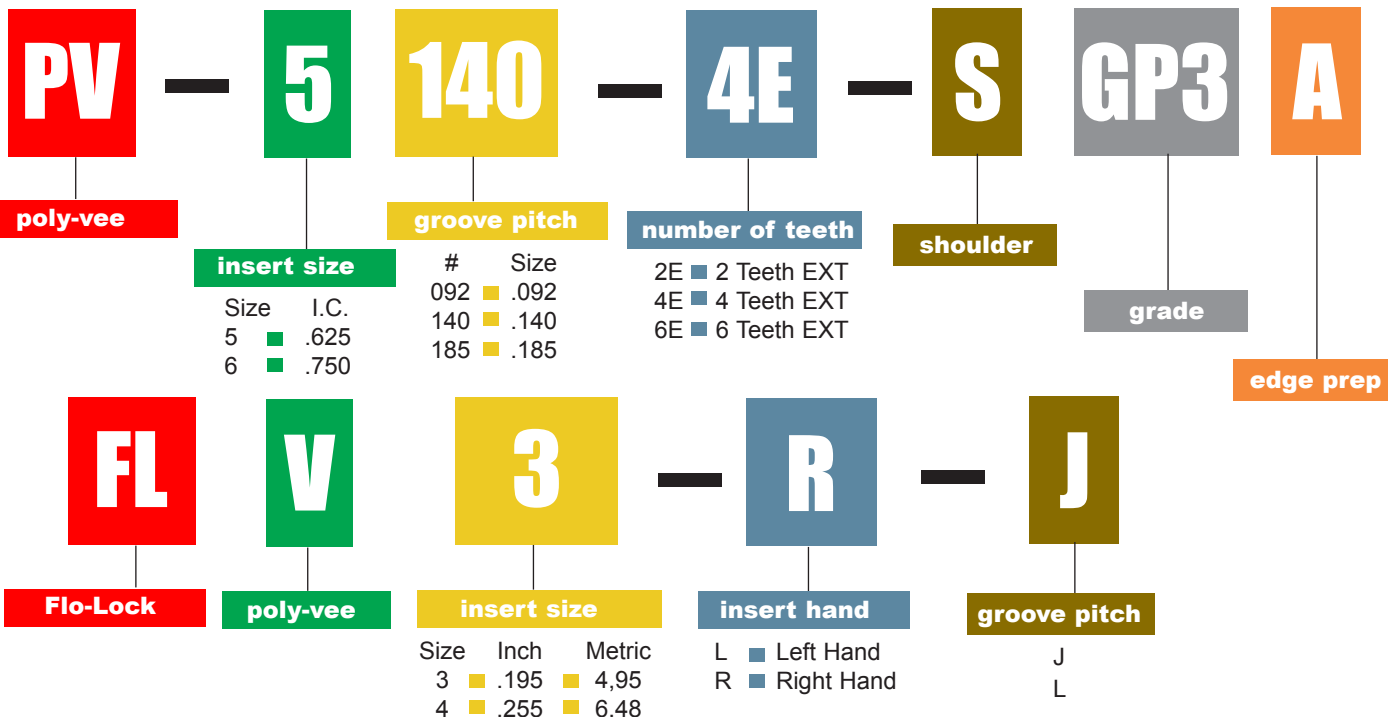 PV - 5 140 - 4E - S GP3 A
poly-vee
insert size
Size I.C.
5 .625
6 .750
groove pitch
# Size
092 .092
140 .140
185 .185
number of teeth
2E 2 Teeth EXT
4E 4 Teeth EXT
6E 6 Teeth EXT
shoulder
grade
edge prep
FL V 3 - R - J
Flo-Lock
poly-vee
insert size
Size Inch Metric
3 .195 4,95
4 .255 6.48
insert hand
L Left Hand
R Right Hand
groove pitch
J
L